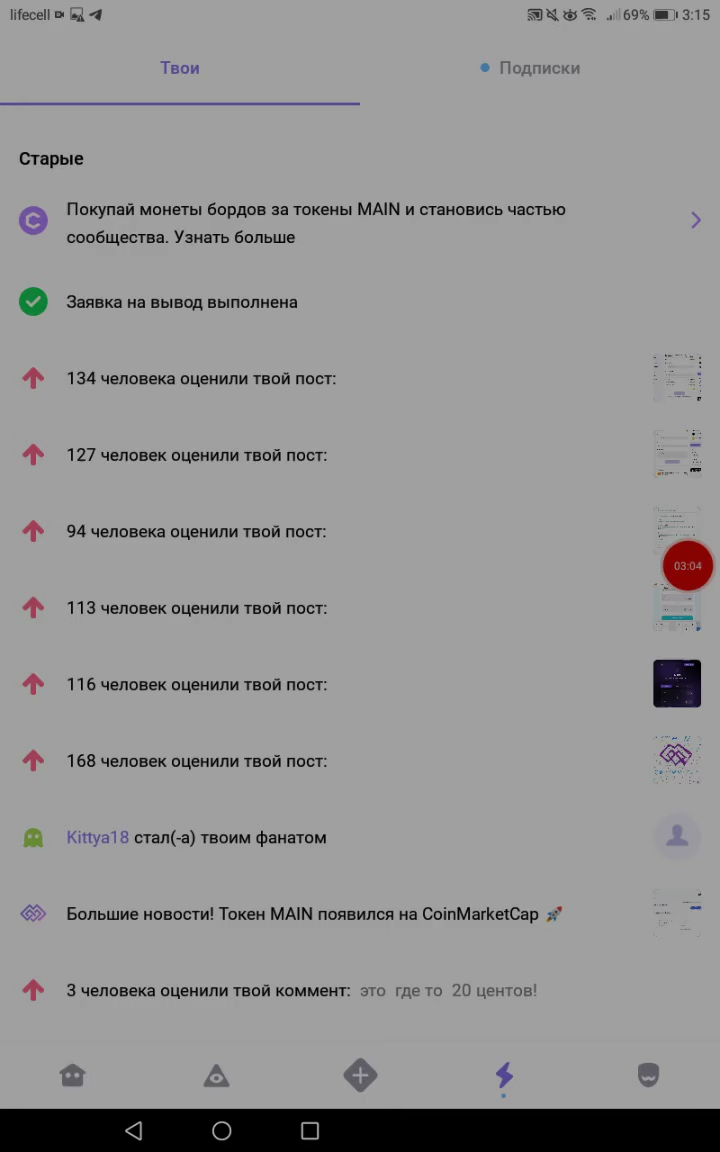 lifecell 69% 3:15
Твои Подписки
Старые
Покупай монеты бордов за токены MAIN и становись частью
сообщества. Узнать больше
Заявка на вывод выполнена
134 человека оценили твой пост:
127 человек оценили твой пост:
94 человека оценили твой пост:
03:04
113 человек оценили твой пост:
116 человек оценили твой пост:
168 человек оценили твой пост:
Kittya18 стал(-а) твоим фанатом
Большие новости! Токен MAIN появился на CoinMarketCap 🚀
3 человека оценили твой коммент: это где то 20 центов!